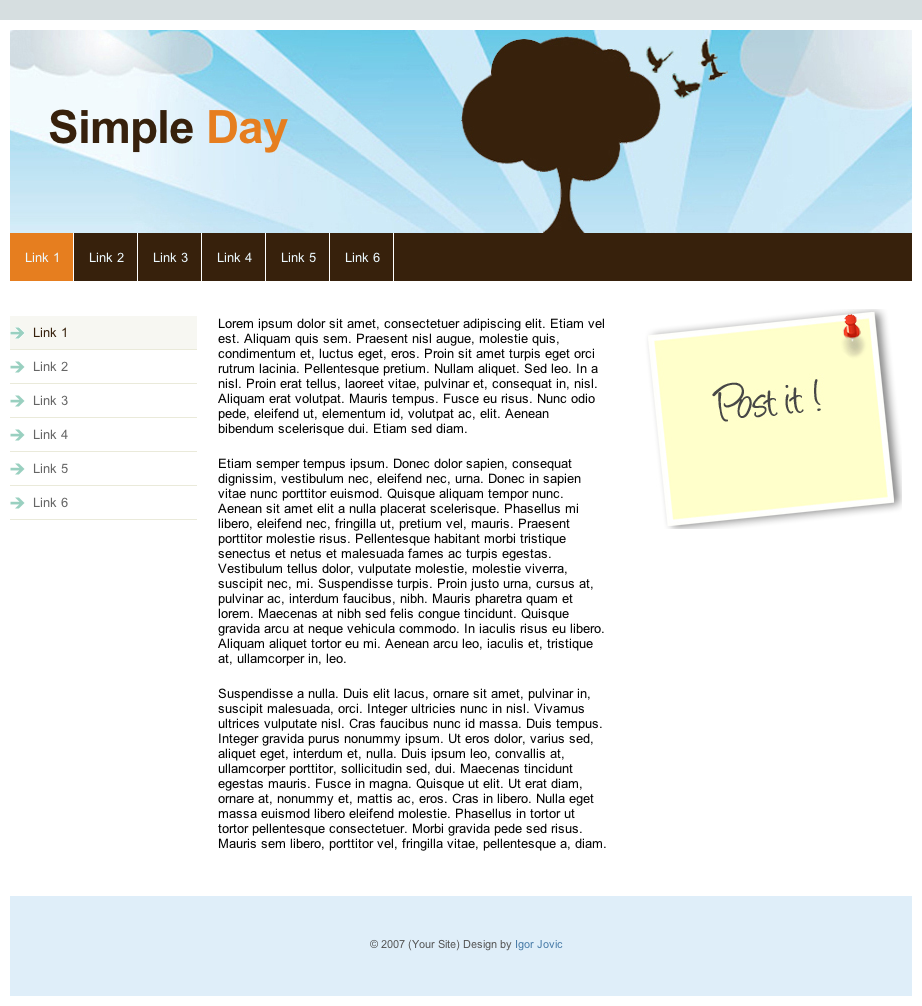 Simple Day
Link 1 Link 2 Link 3 Link 4 Link 5 Link 6
Link 1
Link 2
Link 3
Link 4
Link 5
Link 6
Lorem ipsum dolor sit amet, consectetuer adipiscing elit. Etiam vel
est. Aliquam quis sem. Praesent nisl augue, molestie quis,
condimentum et, luctus eget, eros. Proin sit amet turpis eget orci
rutrum lacinia. Pellentesque pretium. Nullam aliquet. Sed leo. In a
nisl. Proin erat tellus, laoreet vitae, pulvinar et, consequat in, nisl.
Aliquam erat volutpat. Mauris tempus. Fusce eu risus. Nunc odio
pede, eleifend ut, elementum id, volutpat ac, elit. Aenean
bibendum scelerisque dui. Etiam sed diam.
Etiam semper tempus ipsum. Donec dolor sapien, consequat
dignissim, vestibulum nec, eleifend nec, urna. Donec in sapien
vitae nunc porttitor euismod. Quisque aliquam tempor nunc.
Aenean sit amet elit a nulla placerat scelerisque. Phasellus mi
libero, eleifend nec, fringilla ut, pretium vel, mauris. Praesent
porttitor molestie risus. Pellentesque habitant morbi tristique
senectus et netus et malesuada fames ac turpis egestas.
Vestibulum tellus dolor, vulputate molestie, molestie viverra,
suscipit nec, mi. Suspendisse turpis. Proin justo urna, cursus at,
pulvinar ac, interdum faucibus, nibh. Mauris pharetra quam et
lorem. Maecenas at nibh sed felis congue tincidunt. Quisque
gravida arcu at neque vehicula commodo. In iaculis risus eu libero.
Aliquam aliquet tortor eu mi. Aenean arcu leo, iaculis et, tristique
at, ullamcorper in, leo.
Suspendisse a nulla. Duis elit lacus, ornare sit amet, pulvinar in,
suscipit malesuada, orci. Integer ultricies nunc in nisl. Vivamus
ultrices vulputate nisl. Cras faucibus nunc id massa. Duis tempus.
Integer gravida purus nonummy ipsum. Ut eros dolor, varius sed,
aliquet eget, interdum et, nulla. Duis ipsum leo, convallis at,
ullamcorper porttitor, sollicitudin sed, dui. Maecenas tincidunt
egestas mauris. Fusce in magna. Quisque ut elit. Ut erat diam,
ornare at, nonummy et, mattis ac, eros. Cras in libero. Nulla eget
massa euismod libero eleifend molestie. Phasellus in tortor ut
tortor pellentesque consectetuer. Morbi gravida pede sed risus.
Mauris sem libero, porttitor vel, fringilla vitae, pellentesque a, diam.
Post it !
© 2007 (Your Site) Design by Igor Jovic